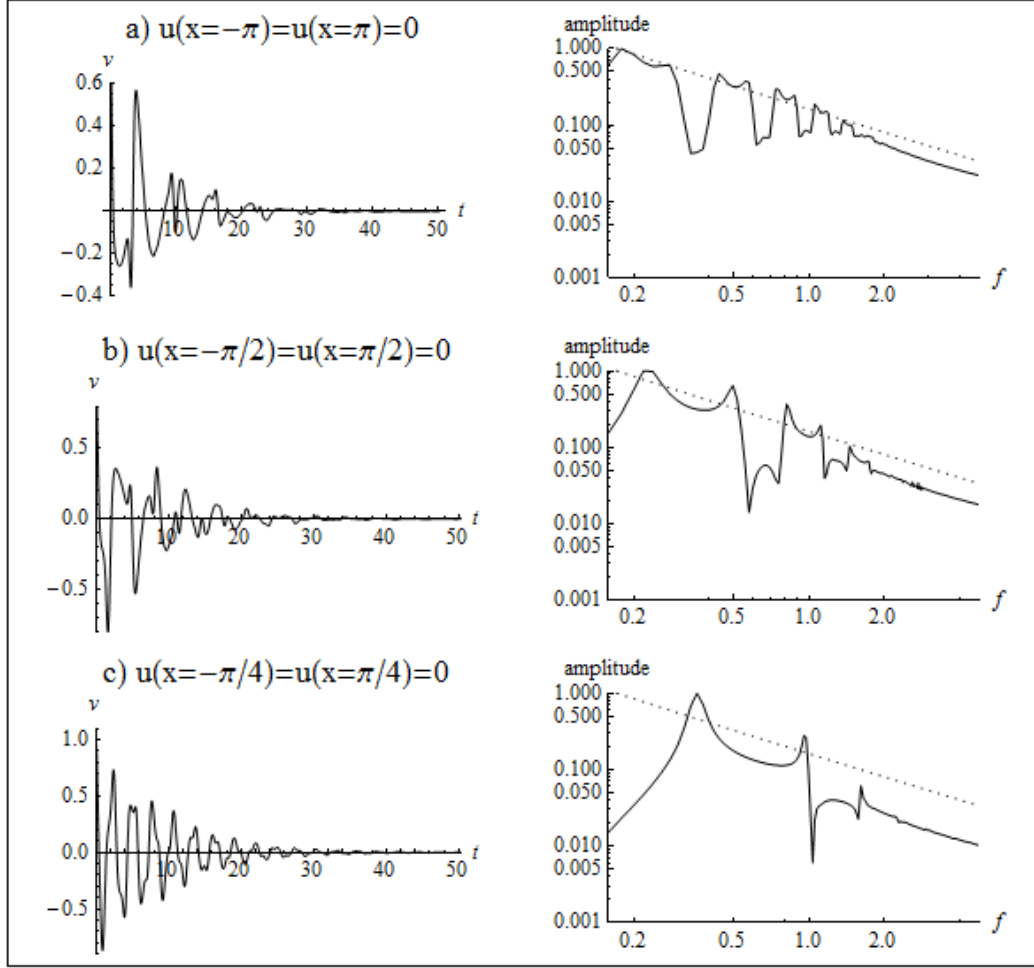 a) u(x=−π)=u(x=π)=0
v
0.6
0.4
0.2
−0.2
−0.4
10 20 30 40 50 t
amplitude
1.000
0.500
0.100
0.050
0.010
0.005
0.001
0.2 0.5 1.0 2.0 f
b) u(x=−π/2)=u(x=π/2)=0
v
0.5
0.0
−0.5
10 20 30 40 50 t
amplitude
1.000
0.500
0.100
0.050
0.010
0.005
0.001
0.2 0.5 1.0 2.0 f
c) u(x=−π/4)=u(x=π/4)=0
v
1.0
0.5
0.0
−0.5
10 20 30 40 50 t
amplitude
1.000
0.500
0.100
0.050
0.010
0.005
0.001
0.2 0.5 1.0 2.0 f